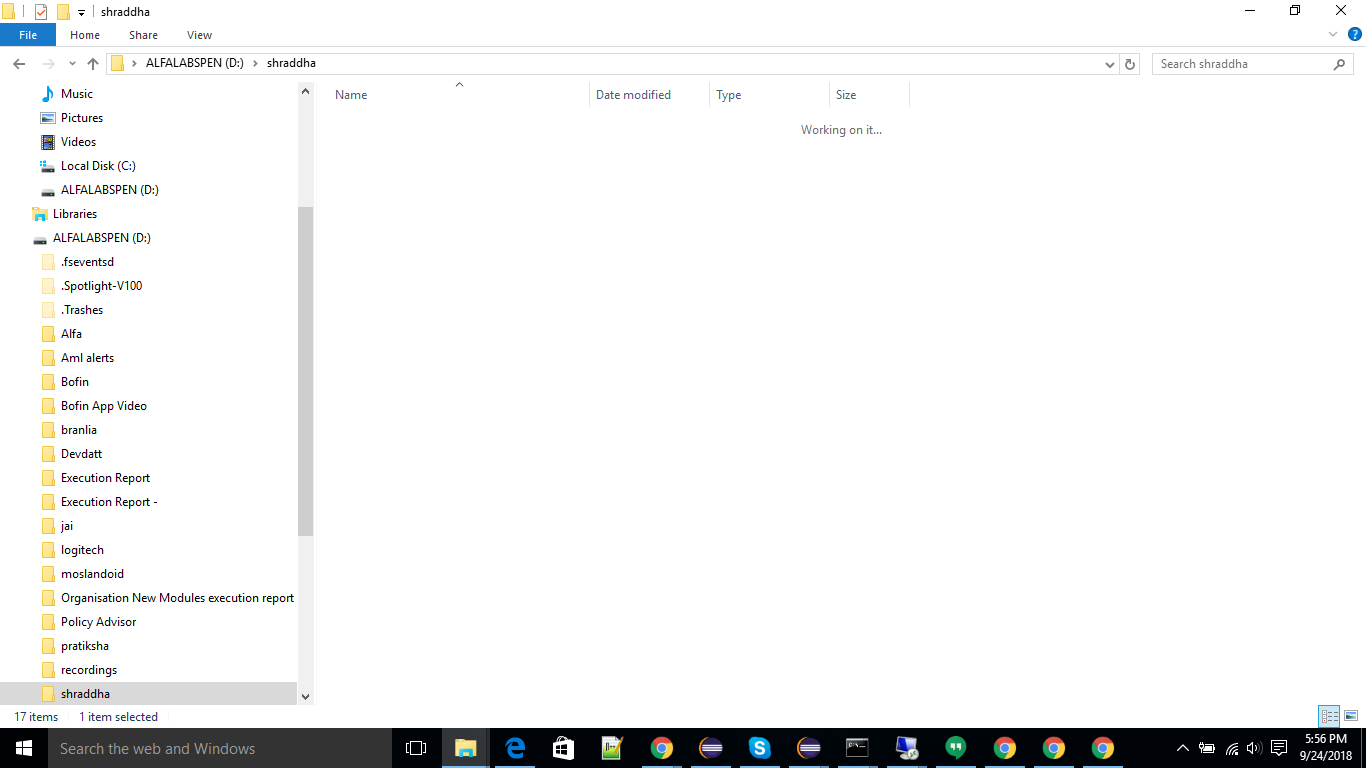 shraddha
File Home Share View
ALFALABSPEN (D:) shraddha
Search shraddha
Name Date modified Type Size
Working on it...
Music
Pictures
Videos
Local Disk (C:)
ALFALABSPEN (D:)
Libraries
ALFALABSPEN (D:)
.fseventsd
.Spotlight-V100
.Trashes
Alfa
Aml alerts
Bofin
Bofin App Video
branlia
Devdatt
Execution Report
Execution Report -
jai
logitech
moslandoid
Organisation New Modules execution report
Policy Advisor
pratiksha
recordings
shraddha
17 items 1 item selected
Search the web and Windows
5:56 PM
9/24/2018